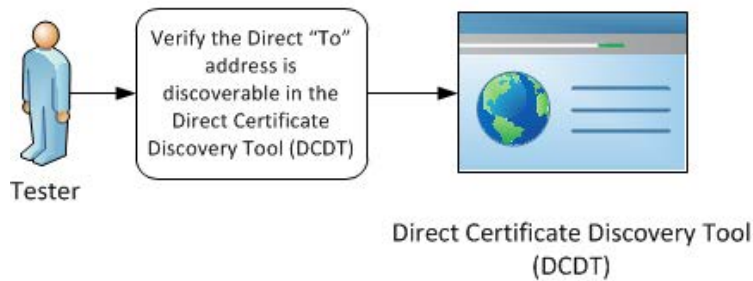 Verify the Direct “To”
address is
discoverable in the
Direct Certificate
Discovery Tool (DCDT)
Tester
Direct Certificate Discovery Tool
(DCDT)